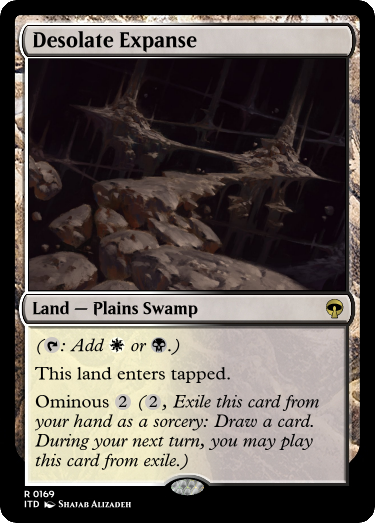 Desolate Expanse
Land — Plains Swamp
(: Add or .)
This land enters tapped.
Ominous 2 (2, Exile this card from
your hand as a sorcery: Draw a card.
During your next turn, you may play
this card from exile.)
R 0169
ITD Shajab Alizadeh